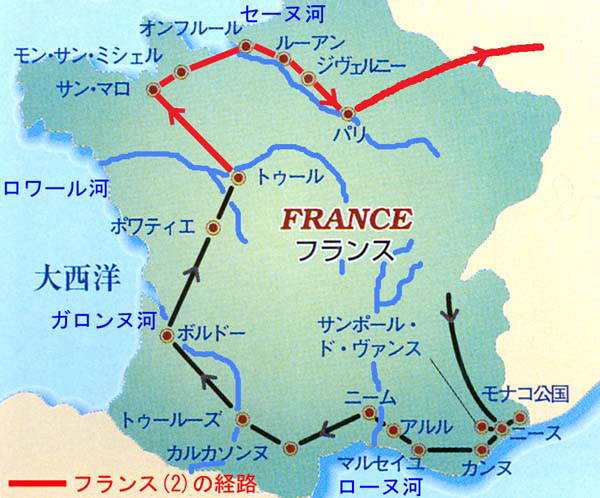 セーヌ河
オンフルール
モン・サン・ミシェル
ルーアン
ジヴェルニー
サン・マロ
パリ
ロワール河
トゥール
ポワティエ
FRANCE
フランス
大西洋
ガロンヌ河
ボルドー
サンポール・
ド・ヴァンス
モナコ公国
ニース
ニーム
アルル
トゥールーズ
カルカソンヌ
マルセイユ
カンヌ
ローヌ河
フランス(2)の経路